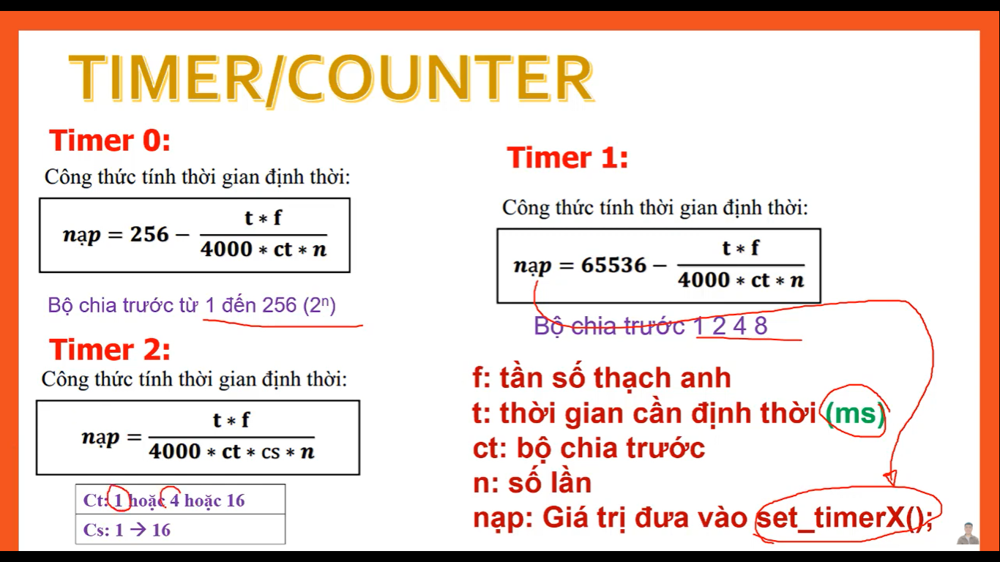 TIMER/COUNTER
Timer 0:
Công thức tính thời gian định thời:
nạp = 256 − t ∗ f / 4000 ∗ ct ∗ n
Bộ chia trước từ 1 đến 256 (2ⁿ)
Timer 2:
Công thức tính thời gian định thời:
nạp = t ∗ f / 4000 ∗ ct ∗ cs ∗ n
Ct: 1 hoặc 4 hoặc 16
Cs: 1 → 16
Timer 1:
Công thức tính thời gian định thời:
nạp = 65536 − t ∗ f / 4000 ∗ ct ∗ n
Bộ chia trước 1 2 4 8
f: tần số thạch anh
t: thời gian cần định thời (ms)
ct: bộ chia trước
n: số lần
nạp: Giá trị đưa vào set_timerX();